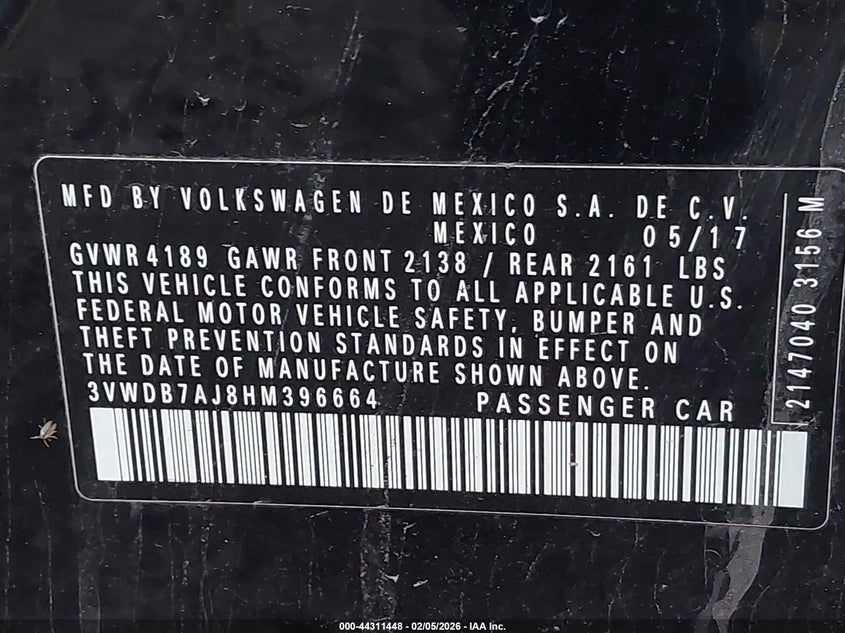 MFD BY VOLKSWAGEN DE MEXICO S.A. DE C.V.
MEXICO 05/17
GVWR 4189 GAWR FRONT 2138 / REAR 2161 LBS
THIS VEHICLE CONFORMS TO ALL APPLICABLE U.S.
FEDERAL MOTOR VEHICLE SAFETY, BUMPER AND
THEFT PREVENTION STANDARDS IN EFFECT ON
THE DATE OF MANUFACTURE SHOWN ABOVE.
3VWDB7AJ8HM396664 PASSENGER CAR
2147040 3156 M
000-44311448 - 02/05/2026 - IAA Inc.